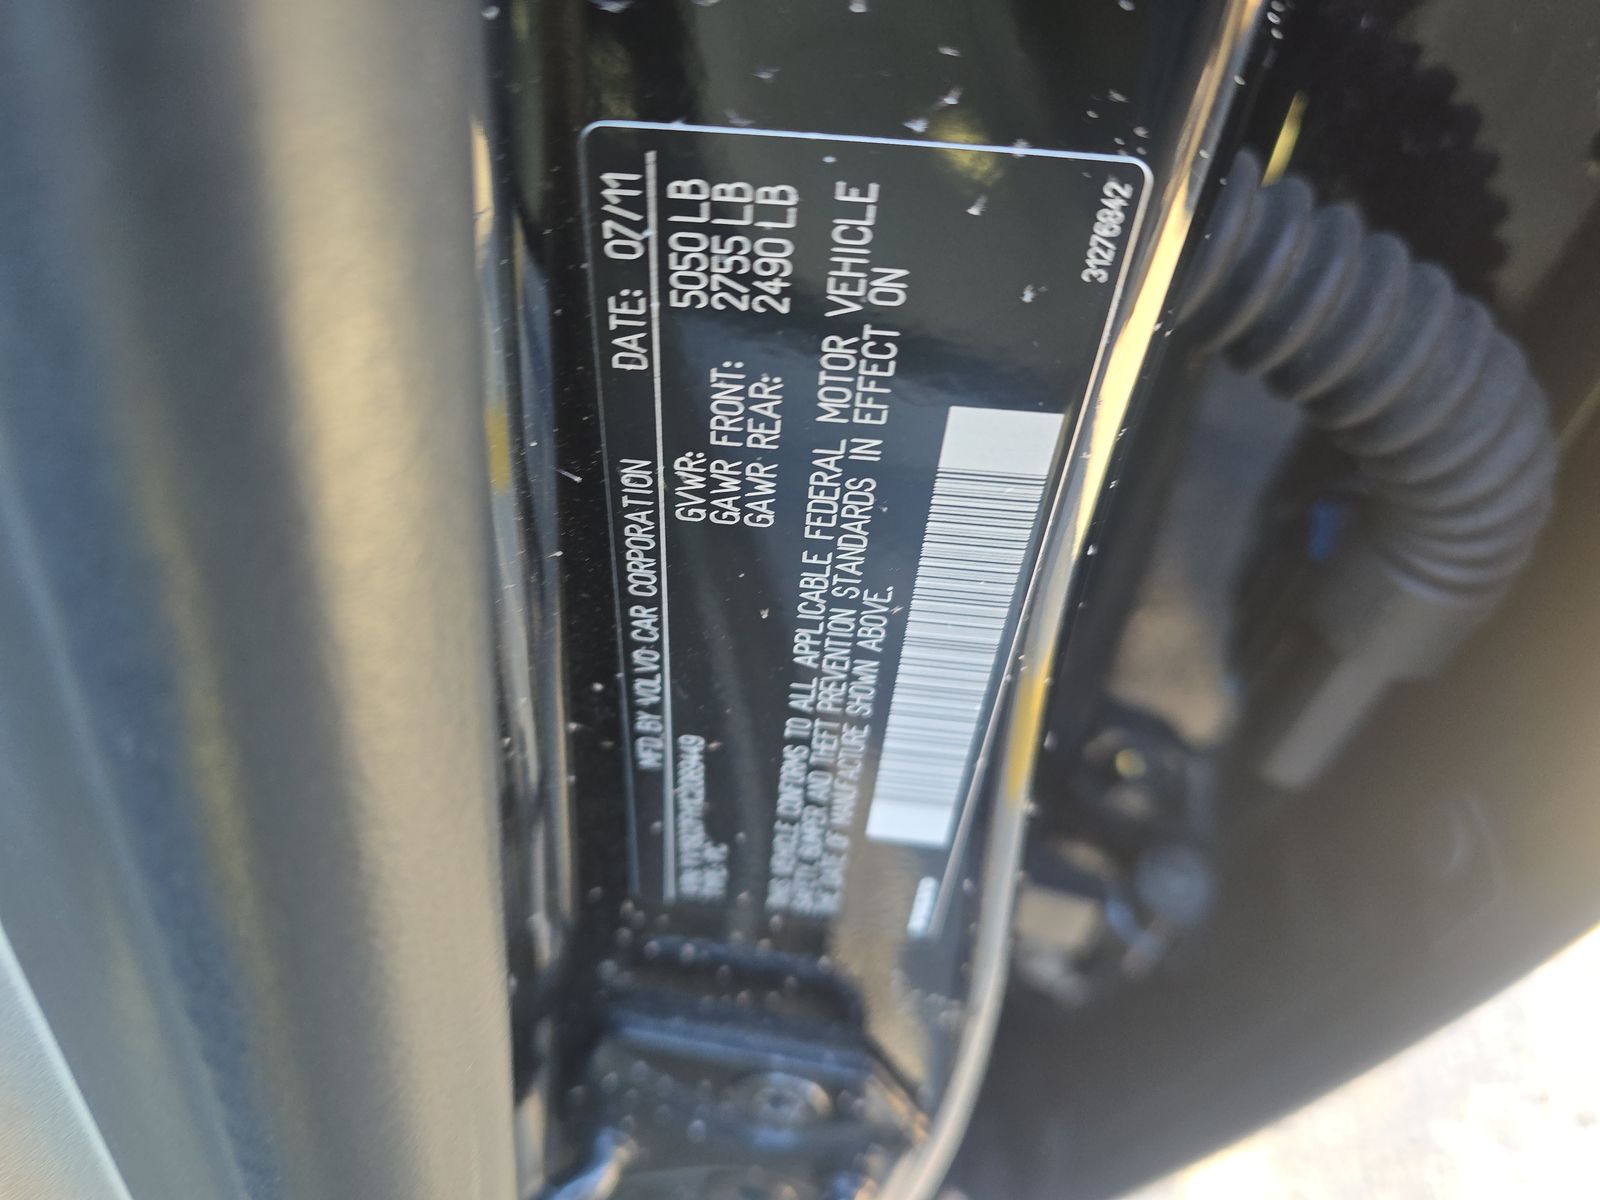 MFD BY VOLVO CAR CORPORATION DATE: 07/11
GVWR: 5050 LB
GAWR FRONT: 2755 LB
GAWR REAR: 2490 LB
THIS VEHICLE CONFORMS TO ALL APPLICABLE FEDERAL MOTOR VEHICLE
SAFETY, BUMPER AND THEFT PREVENTION STANDARDS IN EFFECT ON
THE DATE OF MANUFACTURE SHOWN ABOVE.
31276842